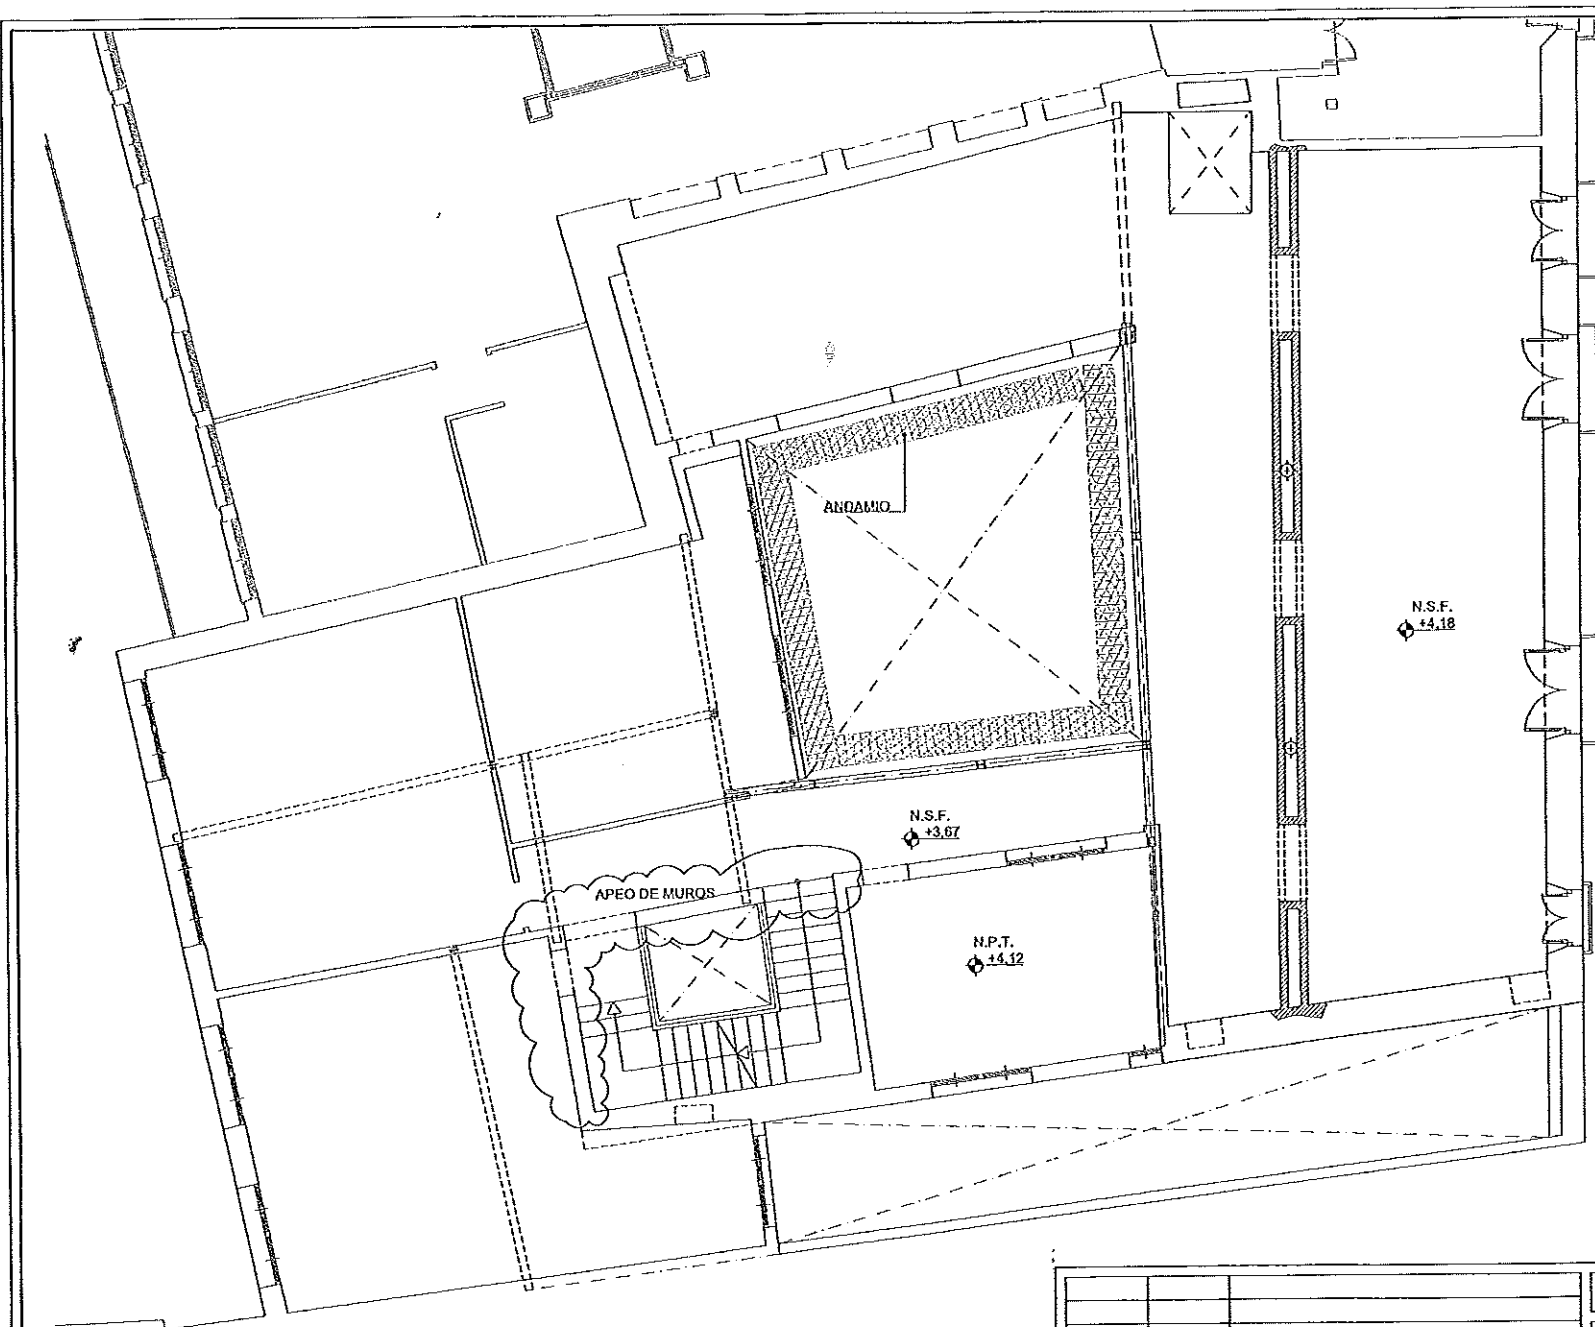 ANDAMIO
N.S.F.
+4,18
N.S.F.
+3,67
APEO DE MUROS
N.P.T.
+4,12